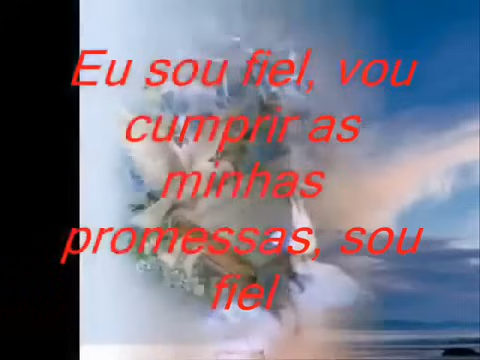 Eu sou fiel, vou
cumprir as
minhas
promessas, sou
fiel